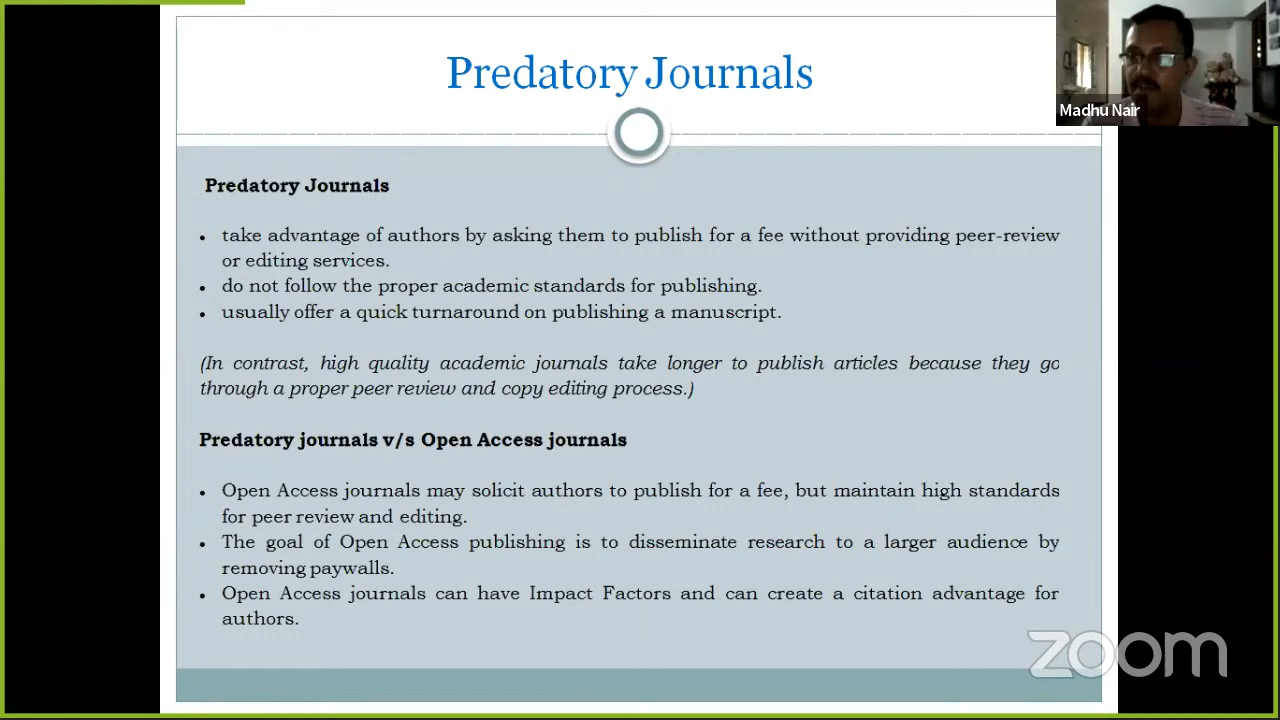 Predatory Journals
Madhu Nair
Predatory Journals
• take advantage of authors by asking them to publish for a fee without providing peer-review
or editing services.
• do not follow the proper academic standards for publishing.
• usually offer a quick turnaround on publishing a manuscript.
(In contrast, high quality academic journals take longer to publish articles because they go
through a proper peer review and copy editing process.)
Predatory journals v/s Open Access journals
• Open Access journals may solicit authors to publish for a fee, but maintain high standards
for peer review and editing.
• The goal of Open Access publishing is to disseminate research to a larger audience by
removing paywalls.
• Open Access journals can have Impact Factors and can create a citation advantage for
authors.
zoom